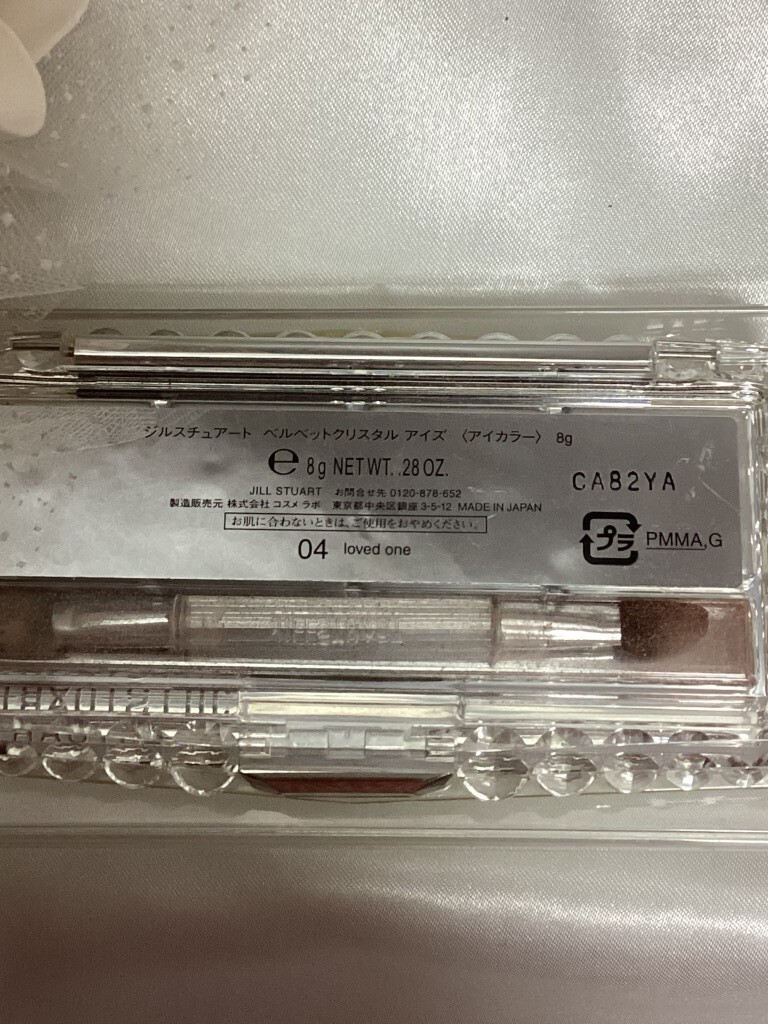 ジルスチュアート ベルベットクリスタル アイズ 〈アイカラー〉 8g
e 8g NET WT. .28 OZ.
CA82YA
JILL STUART お問合せ先 0120-878-652
製造販売元 株式会社 コスメ ラボ 東京都中央区銀座 3-5-12 MADE IN JAPAN
お肌に合わないときは、ご使用をおやめください。
プラ PMMA,G
04 loved one